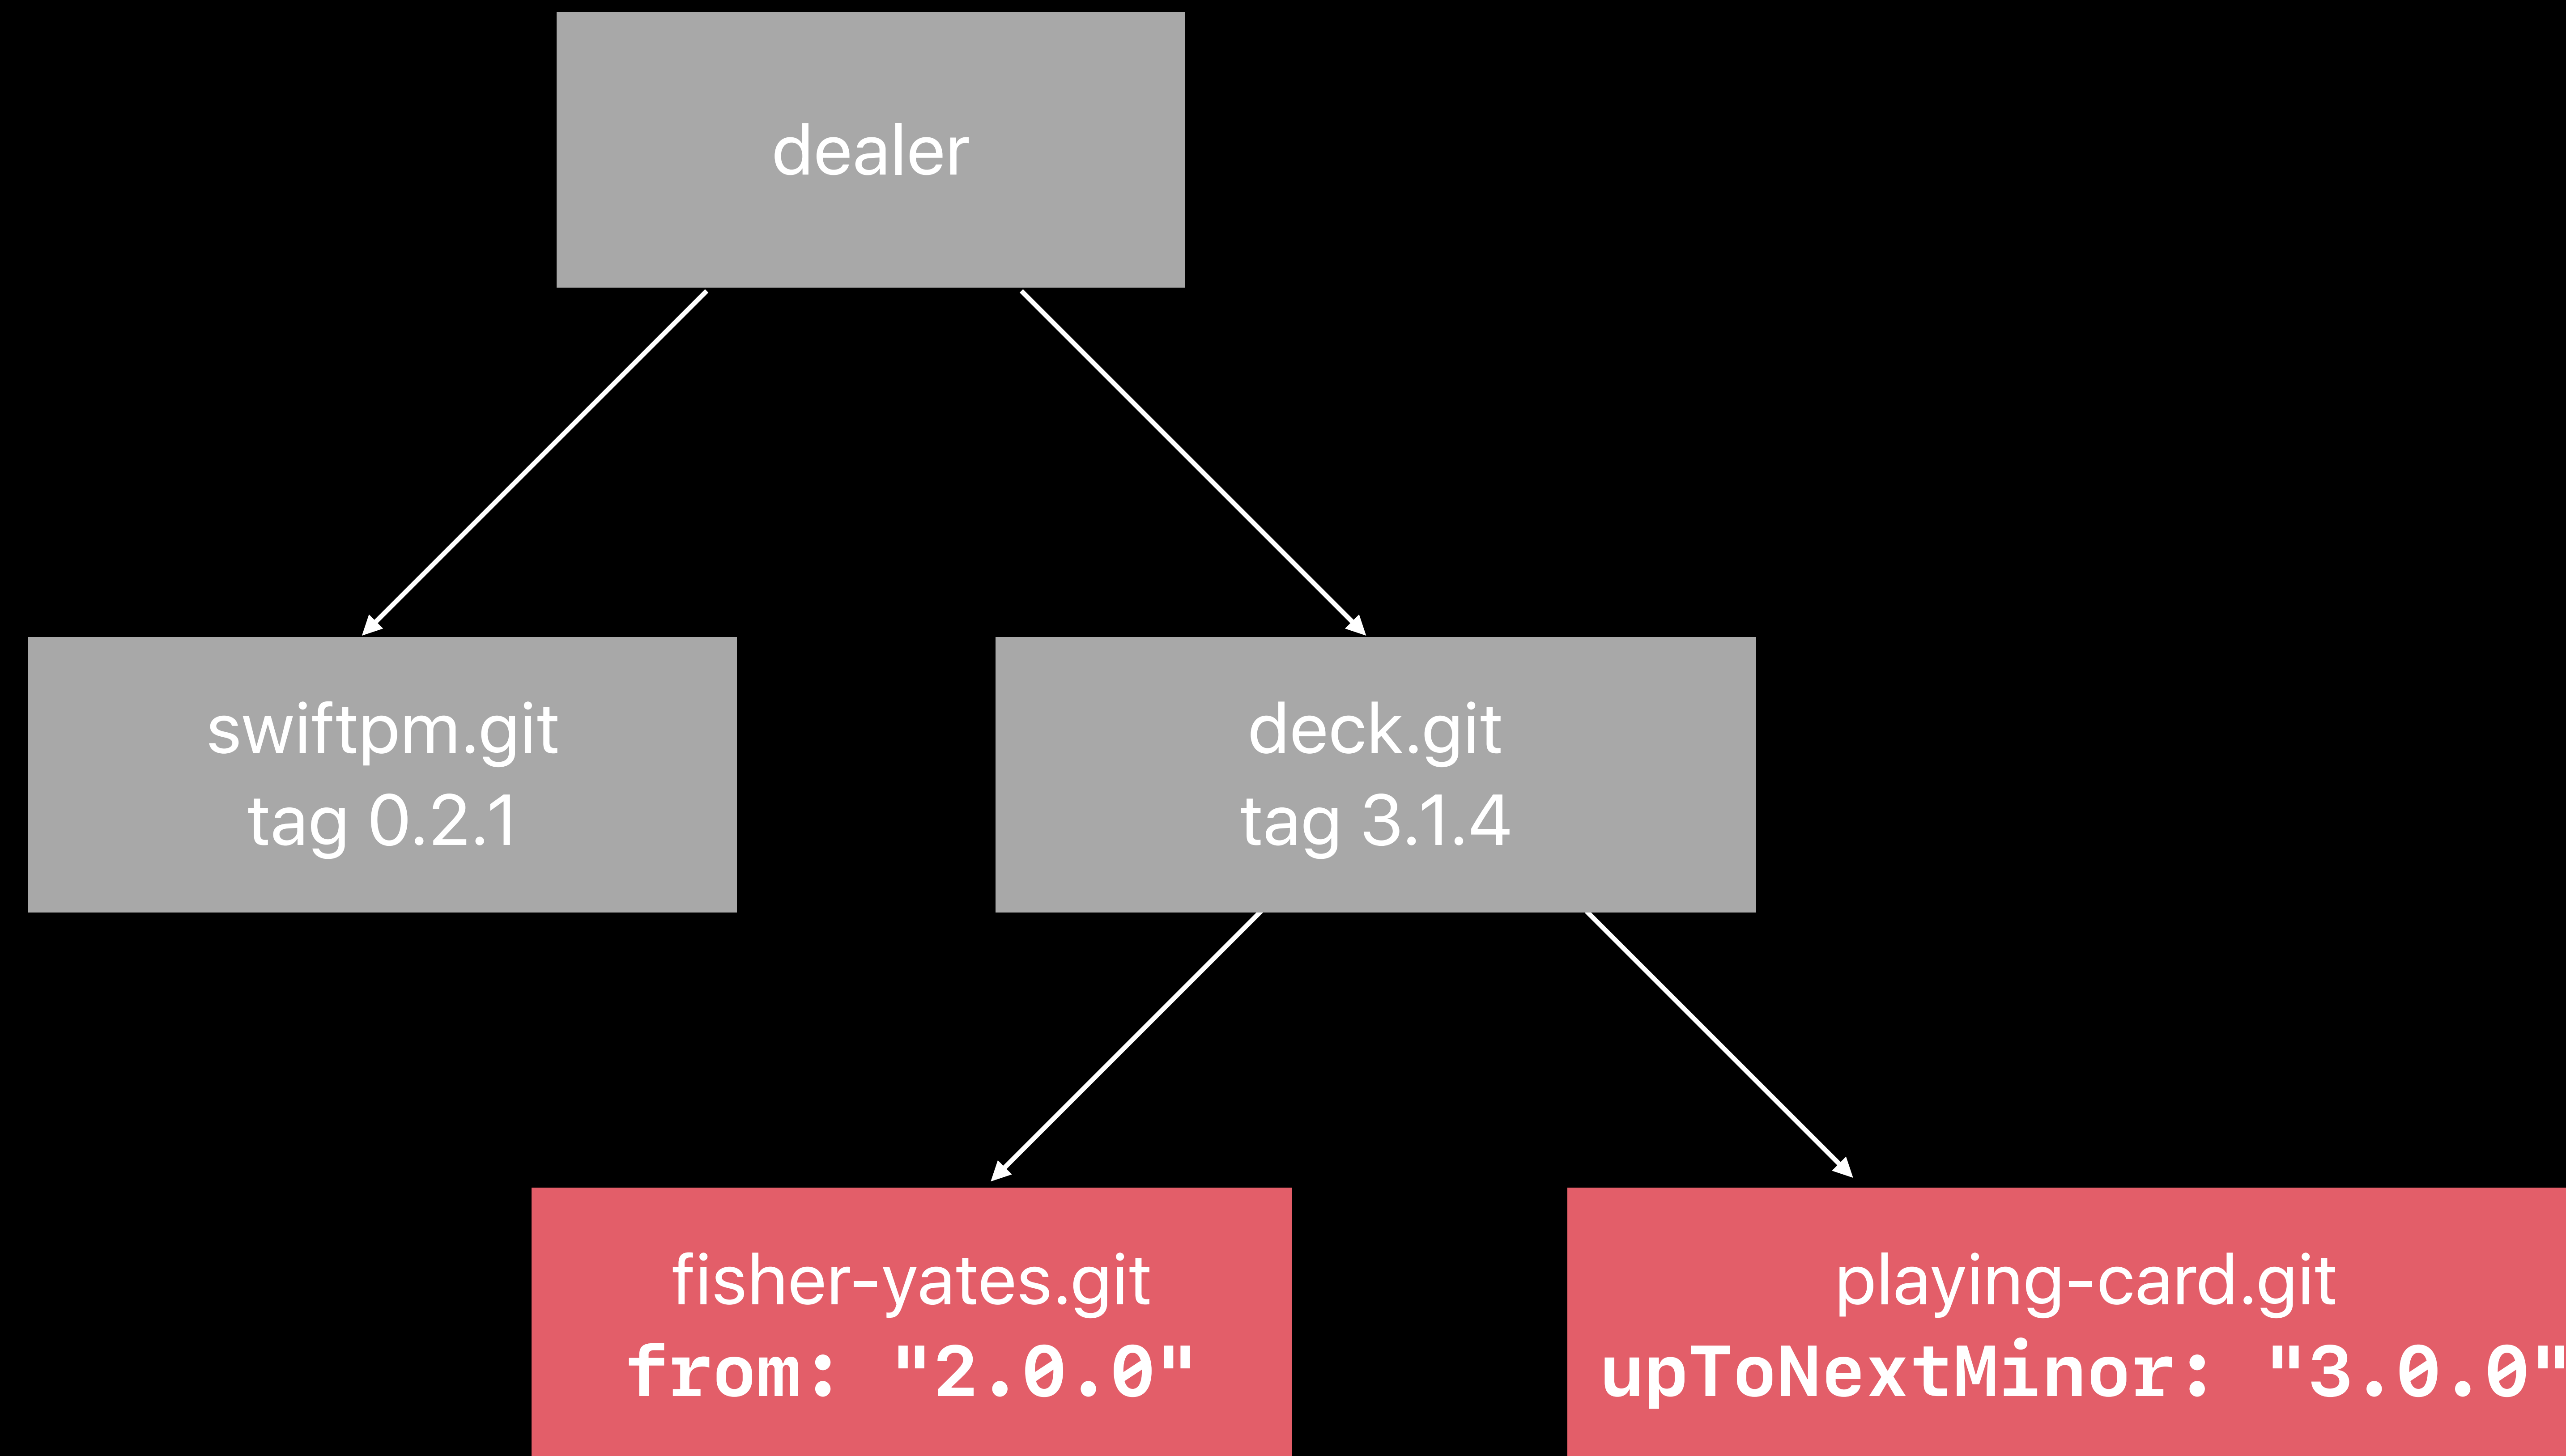 dealer
swiftpm.git
tag 0.2.1
deck.git
tag 3.1.4
fisher-yates.git
from: "2.0.0"
playing-card.git
upToNextMinor: "3.0.0"